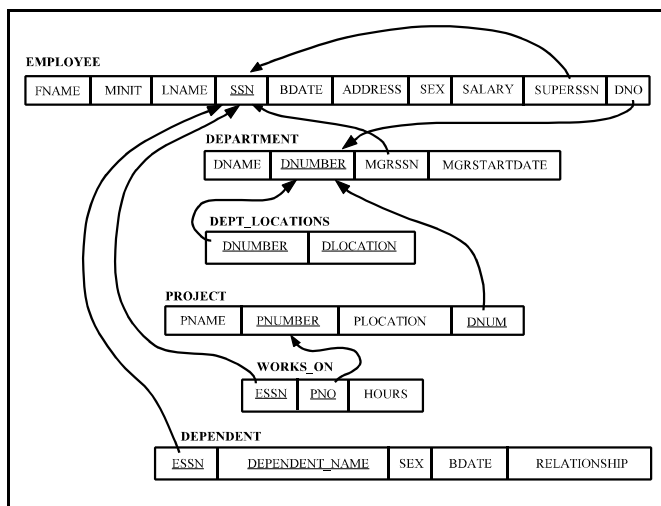 EMPLOYEE
FNAME MINIT LNAME SSN BDATE ADDRESS SEX SALARY SUPERSSN DNO
DEPARTMENT
DNAME DNUMBER MGRSSN MGRSTARTDATE
DEPT_LOCATIONS
DNUMBER DLOCATION
PROJECT
PNAME PNUMBER PLOCATION DNUM
WORKS_ON
ESSN PNO HOURS
DEPENDENT
ESSN DEPENDENT_NAME SEX BDATE RELATIONSHIP